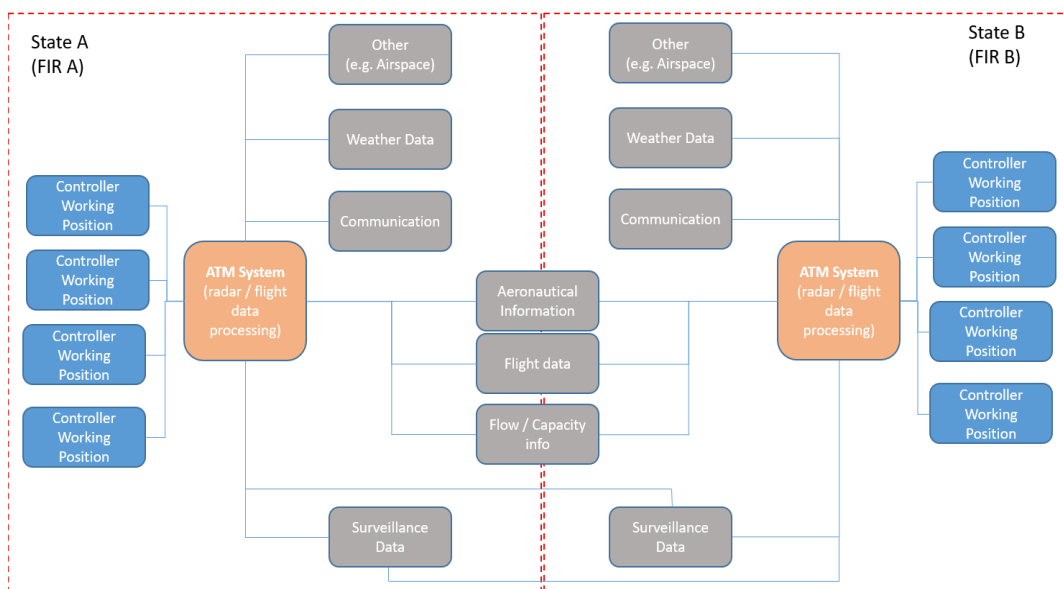 State A
(FIR A)
Other
(e.g. Airspace)
Weather Data
Communication
Controller
Working
Position
Controller
Working
Position
Controller
Working
Position
Controller
Working
Position
ATM System
(radar / flight
data
processing)
Aeronautical
Information
Flight data
Flow / Capacity
info
Surveillance
Data
State B
(FIR B)
Other
(e.g. Airspace)
Weather Data
Communication
ATM System
(radar / flight
data
processing)
Controller
Working
Position
Controller
Working
Position
Controller
Working
Position
Controller
Working
Position
Surveillance
Data